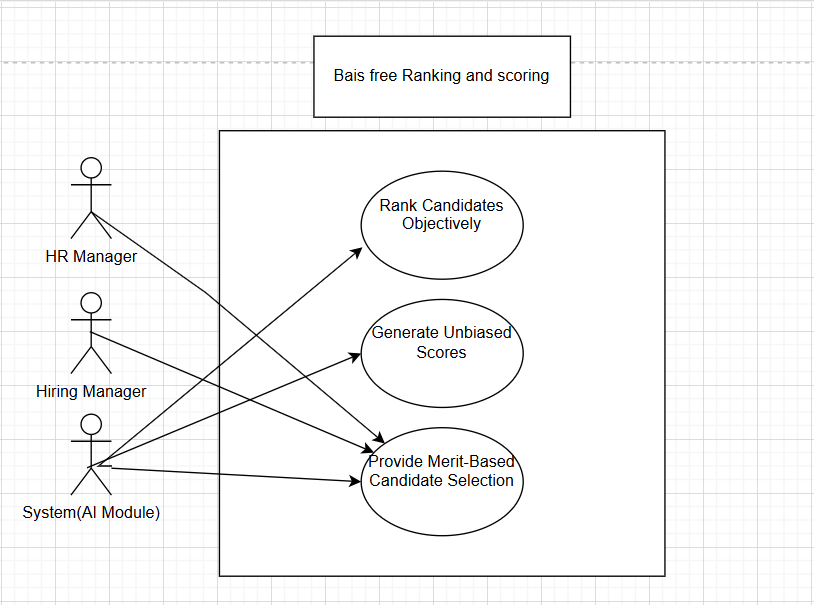 Bais free Ranking and scoring
Rank Candidates
Objectively
HR Manager
Generate Unbiased
Scores
Hiring Manager
Provide Merit-Based
Candidate Selection
System(AI Module)